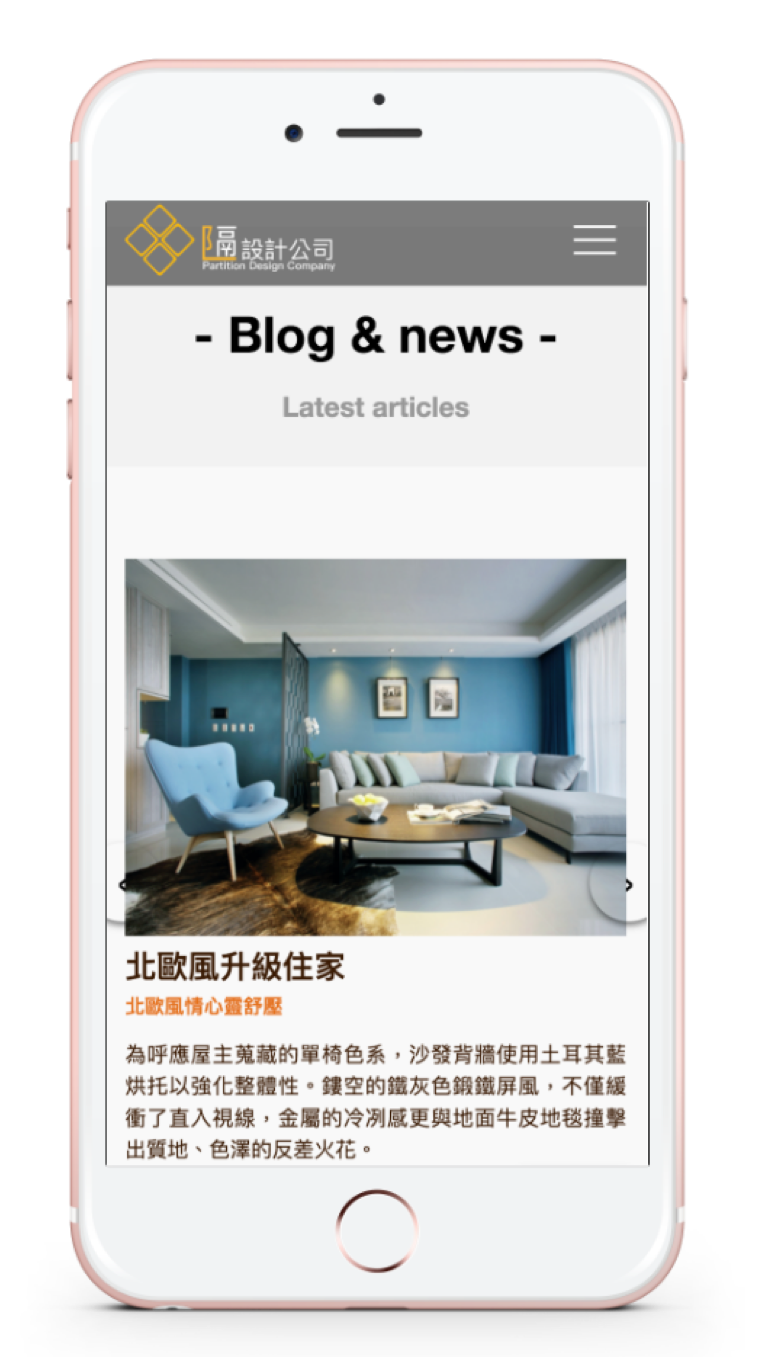 隔設計公司
Partition Design Company
- Blog & news -
Latest articles
北歐風升級住家
北歐風情心靈舒壓
為呼應屋主蒐藏的單椅色系，沙發背牆使用土耳其藍
烘托以強化整體性。鏤空的鐵灰色鍛鐵屏風，不僅緩
衝了直入視線，金屬的冷冽感更與地面牛皮地毯撞擊
出質地、色澤的反差火花。